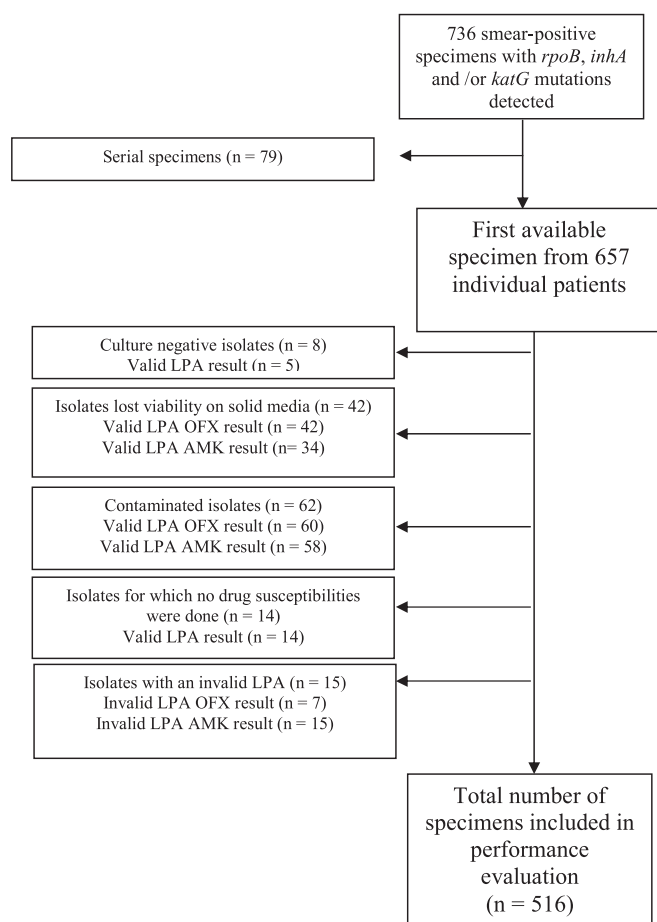 736 smear-positive
specimens with rpoB, inhA
and /or katG mutations
detected
Serial specimens (n = 79)
First available
specimen from 657
individual patients
Culture negative isolates (n = 8)
Valid LPA result (n = 5)
Isolates lost viability on solid media (n = 42)
Valid LPA OFX result (n = 42)
Valid LPA AMK result (n= 34)
Contaminated isolates (n = 62)
Valid LPA OFX result (n = 60)
Valid LPA AMK result (n = 58)
Isolates for which no drug susceptibilities
were done (n = 14)
Valid LPA result (n = 14)
Isolates with an invalid LPA (n = 15)
Invalid LPA OFX result (n = 7)
Invalid LPA AMK result (n = 15)
Total number of
specimens included in
performance
evaluation
(n = 516)